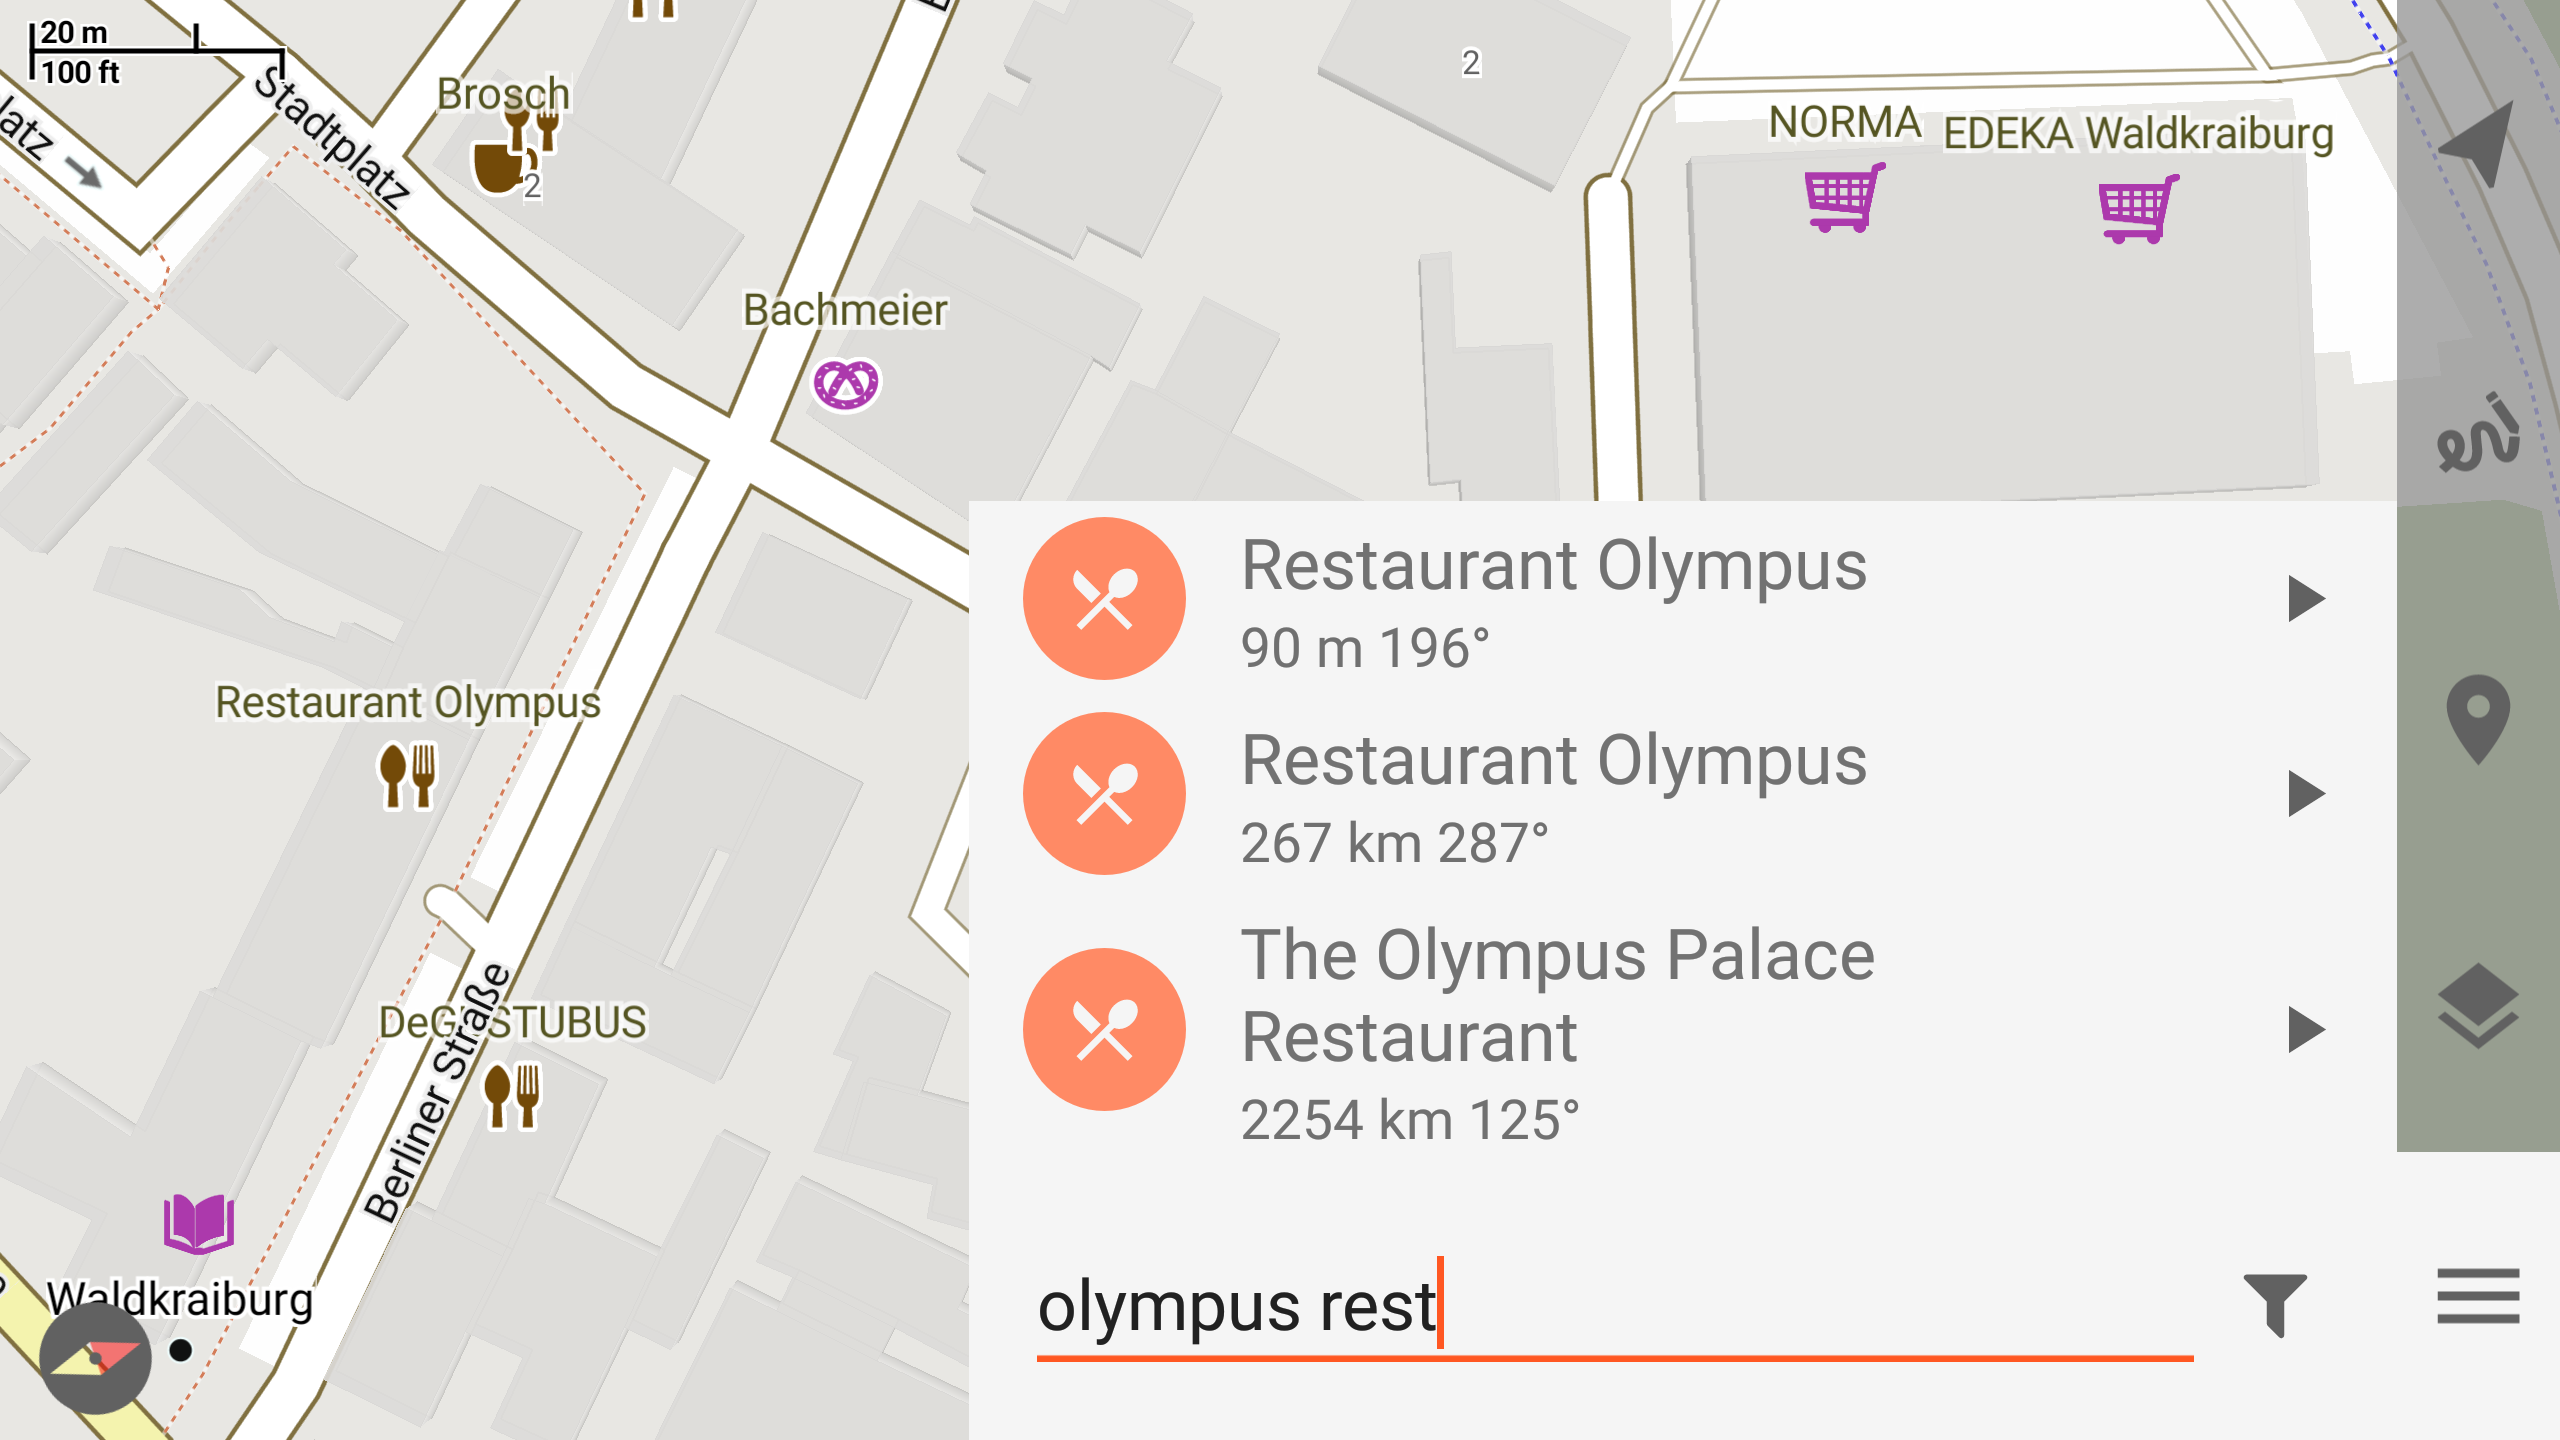 20 m
100 ft
latz
Stadtplatz
Brosch
2
2
NORMA
EDEKA Waldkraiburg
Bachmeier
Restaurant Olympus
Berliner Straße
Waldkraiburg
Restaurant Olympus
90 m 196°
Restaurant Olympus
267 km 287°
The Olympus Palace
Restaurant
2254 km 125°
olympus rest